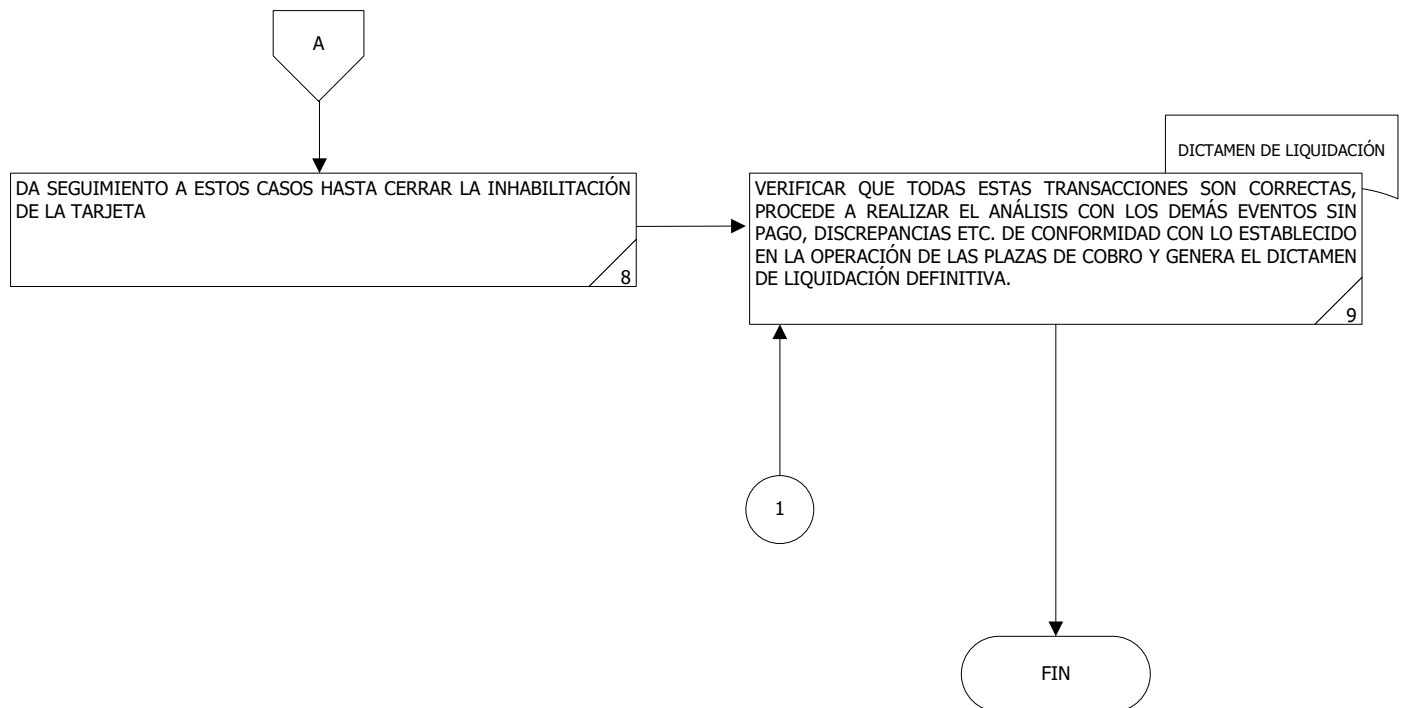 A
DICTAMEN DE LIQUIDACIÓN
DA SEGUIMIENTO A ESTOS CASOS HASTA CERRAR LA INHABILITACIÓN
DE LA TARJETA
8
VERIFICAR QUE TODAS ESTAS TRANSACCIONES SON CORRECTAS,
PROCEDE A REALIZAR EL ANÁLISIS CON LOS DEMÁS EVENTOS SIN
PAGO, DISCREPANCIAS ETC. DE CONFORMIDAD CON LO ESTABLECIDO
EN LA OPERACIÓN DE LAS PLAZAS DE COBRO Y GENERA EL DICTAMEN
DE LIQUIDACIÓN DEFINITIVA.
9
1
FIN